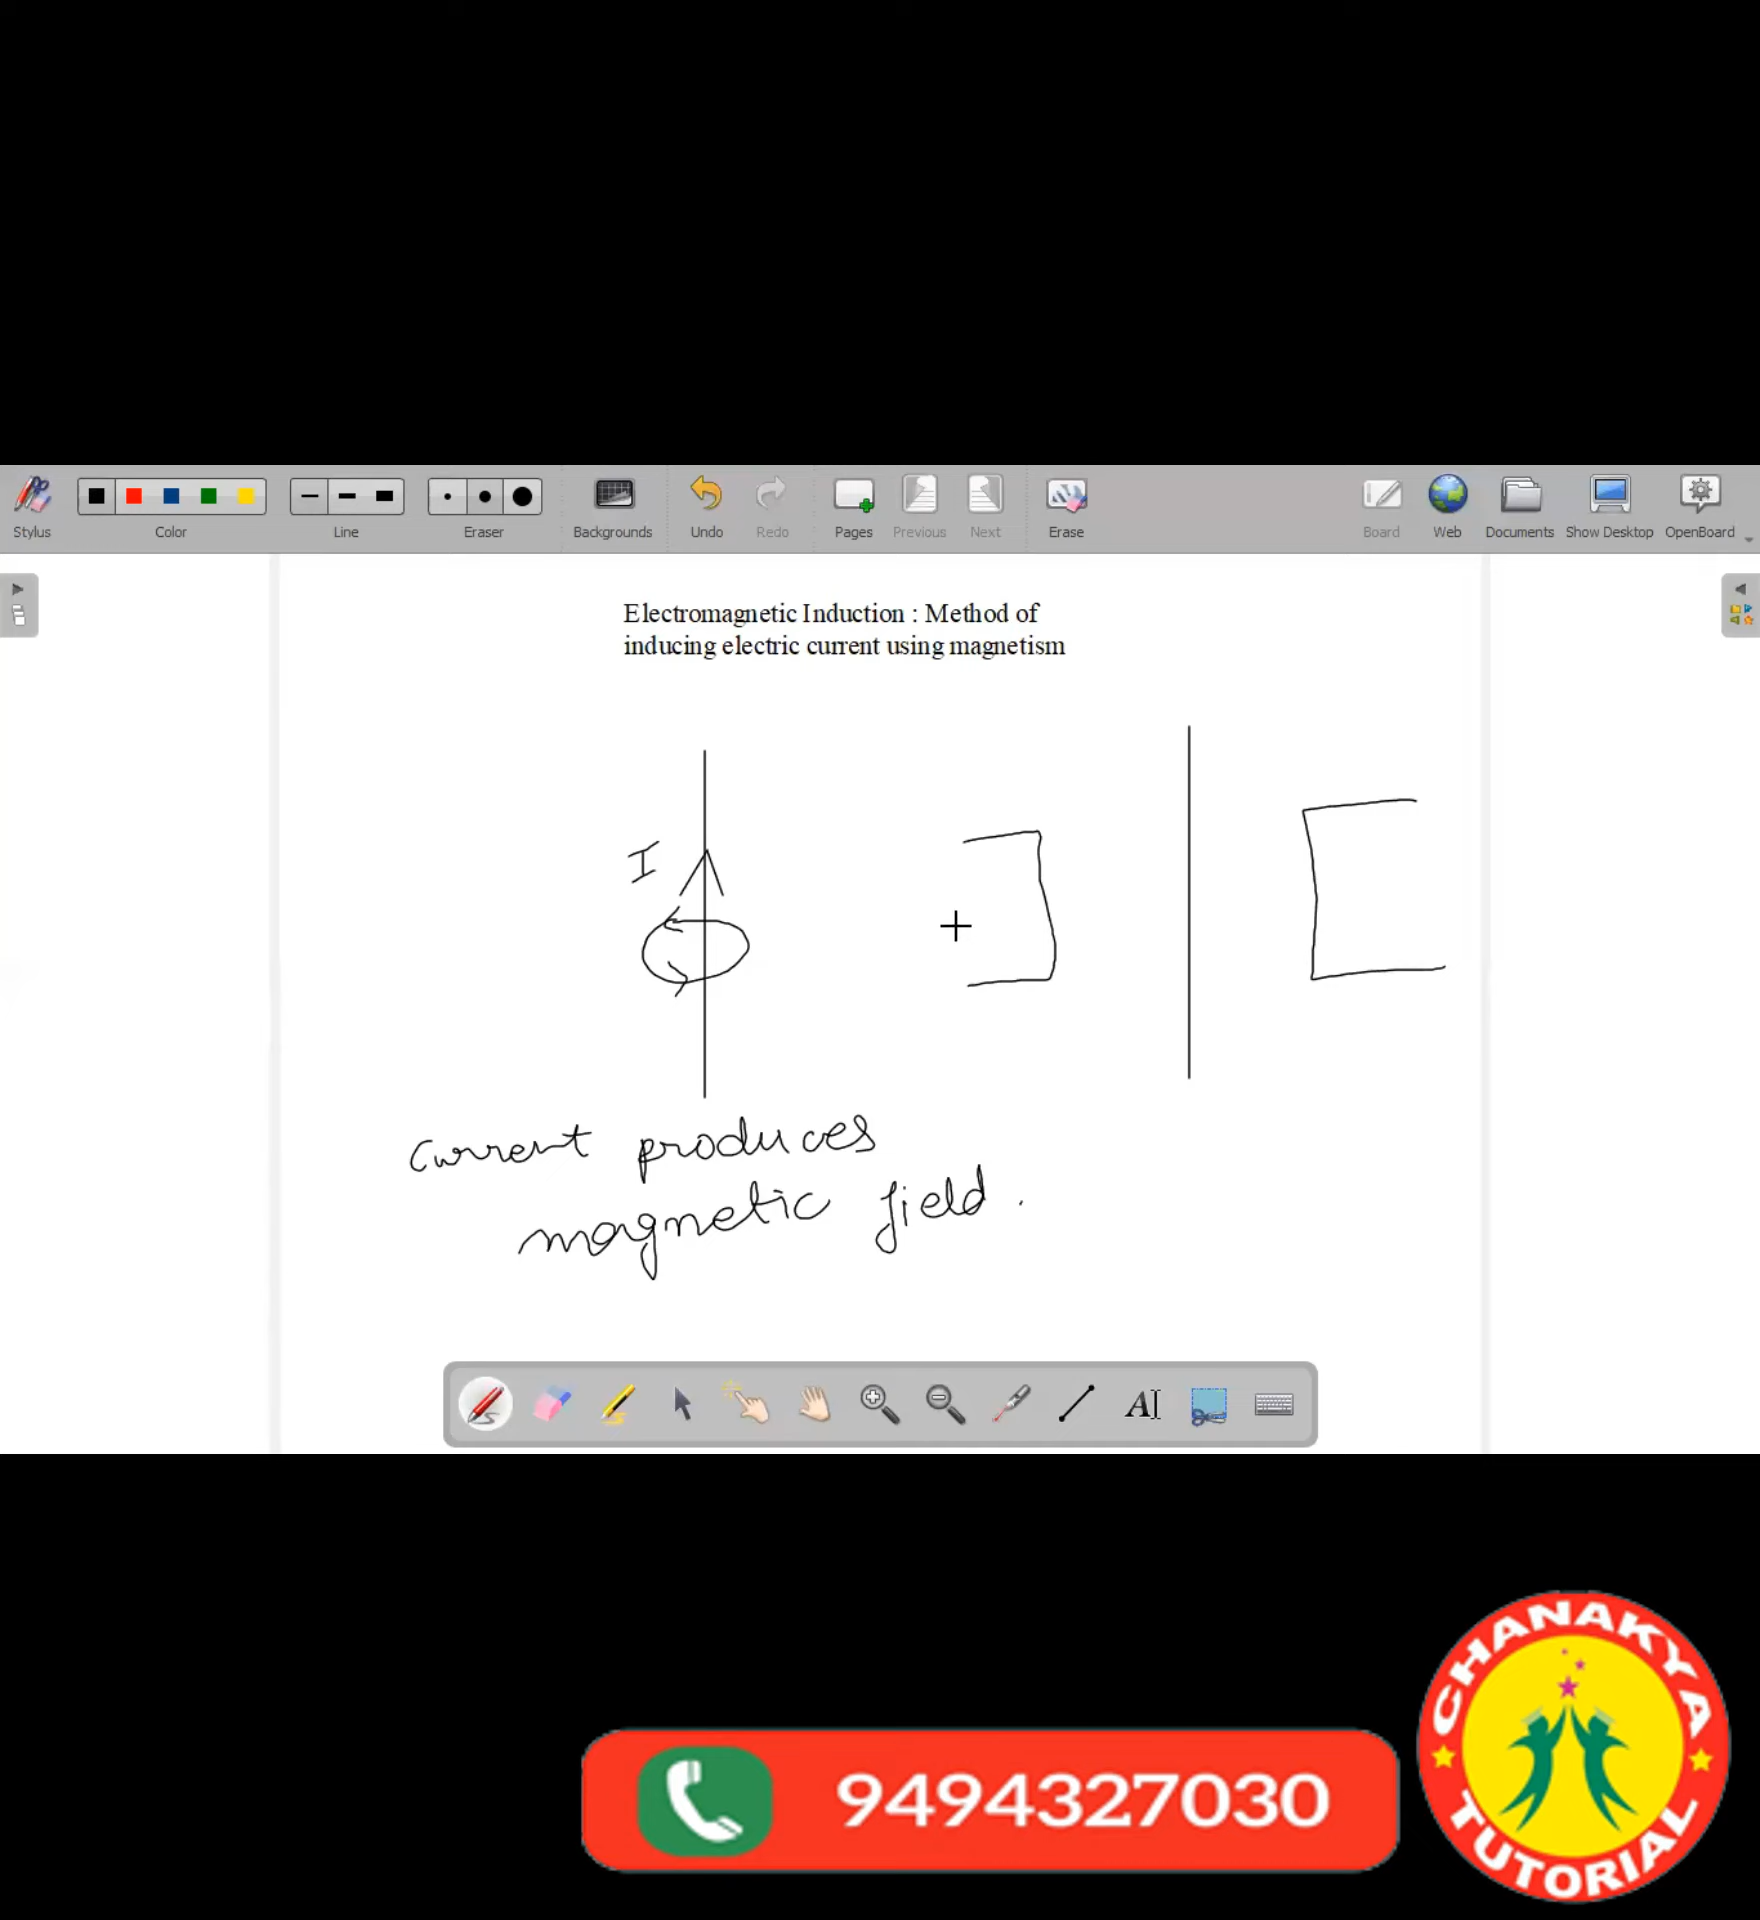 Stylus
Color
Line
Eraser
Backgrounds
Undo
Redo
Pages
Previous
Next
Erase
Board
Web
Documents
Show Desktop
OpenBoard
Electromagnetic Induction : Method of
inducing electric current using magnetism
I
current produces
magnetic field.
A
9494327030
CHANAKYA
TUTORIAL